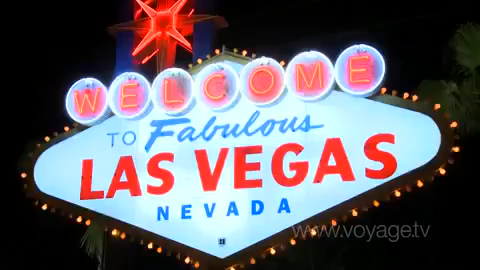 WELCOME
TO Fabulous
LAS VEGAS
NEVADA
www.voyage.tv